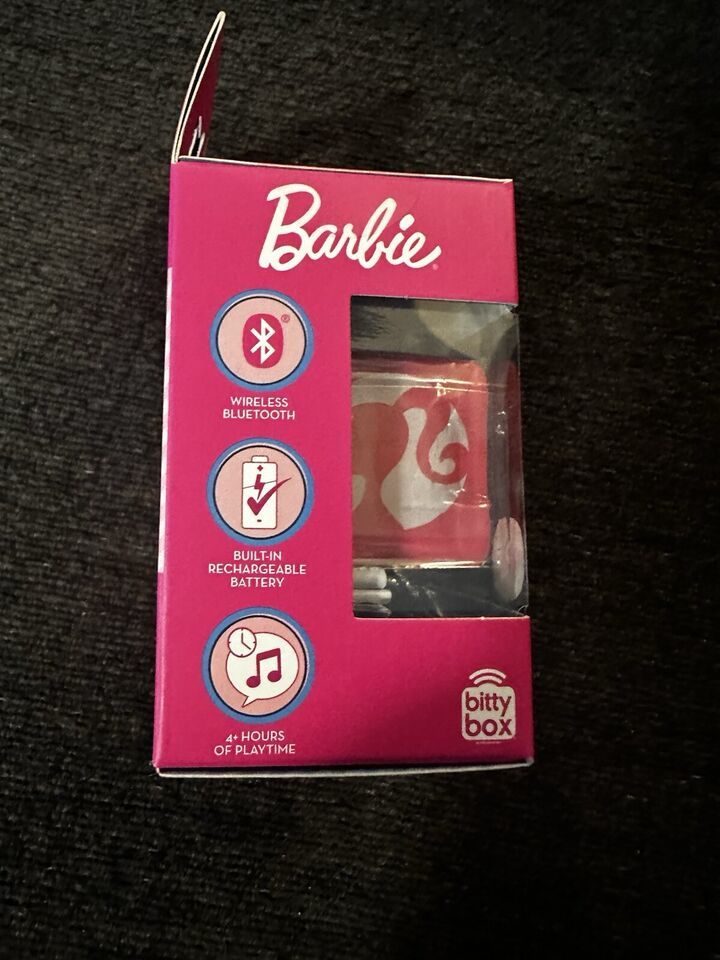 Barbie®
®
WIRELESS
BLUETOOTH
BUILT-IN
RECHARGEABLE
BATTERY
4+ HOURS
OF PLAYTIME
bitty
box